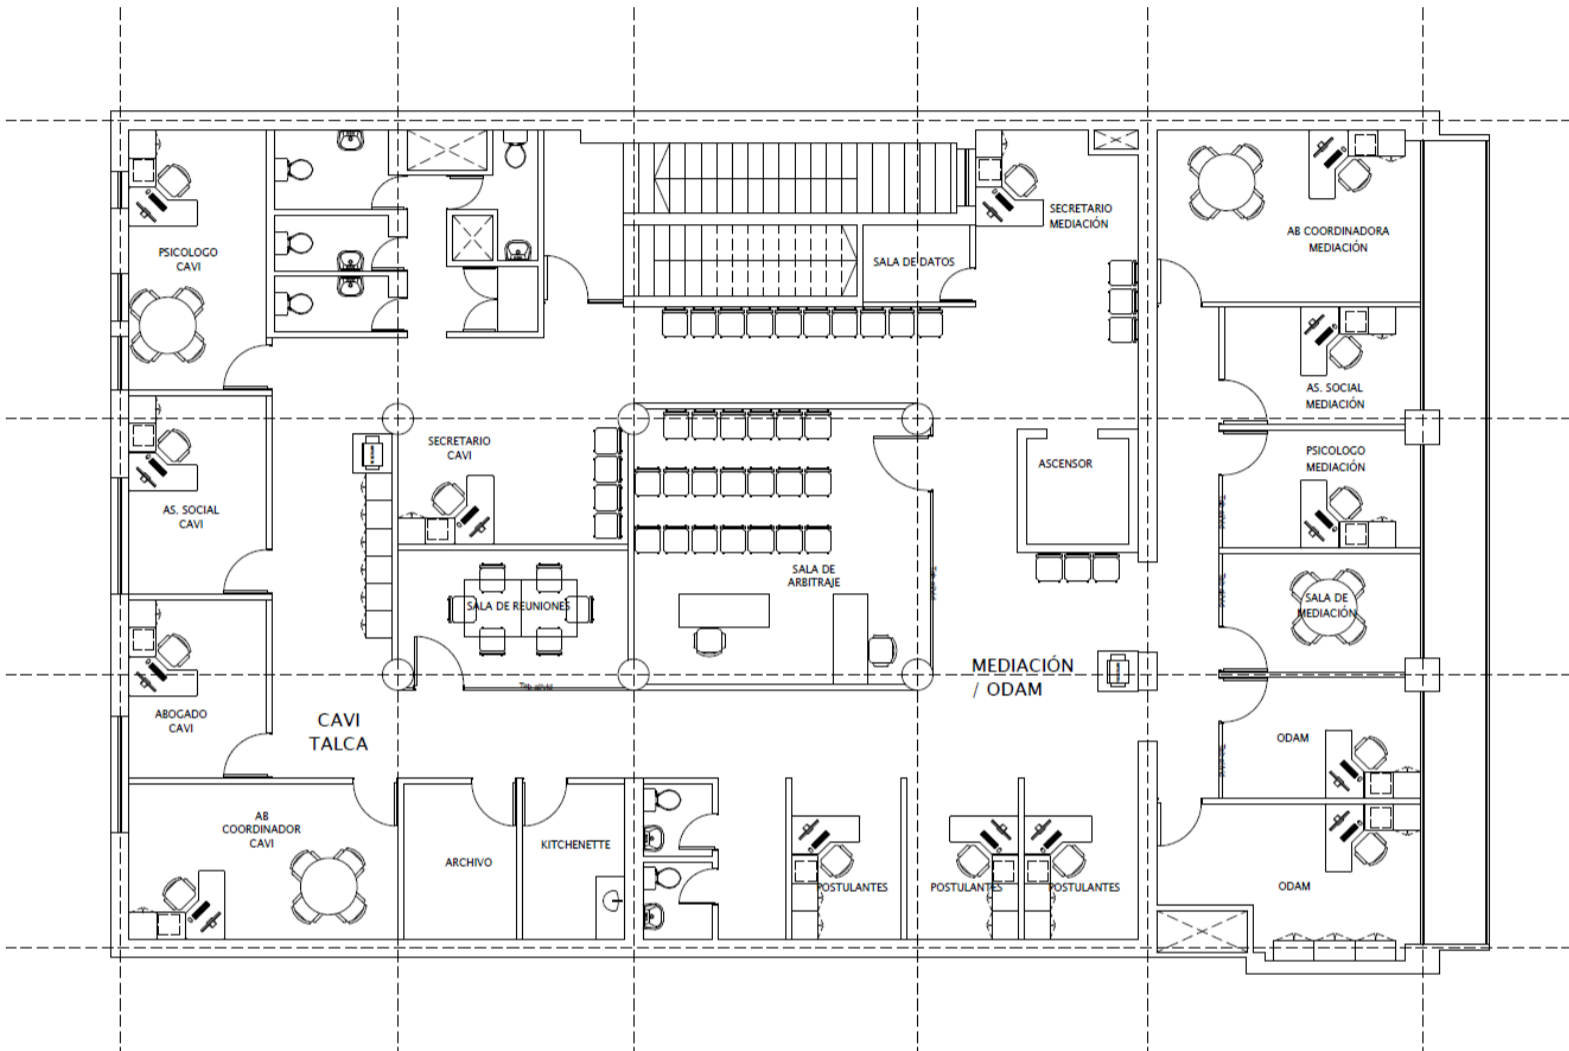 PSICOLOGO
CAVI
SECRETARIO
MEDIACIÓN
AB COORDINADORA
MEDIACIÓN
SALA DE DATOS
AS. SOCIAL
MEDIACIÓN
SECRETARIO
CAVI
ASCENSOR
PSICOLOGO
MEDIACIÓN
AS. SOCIAL
CAVI
SALA DE
ARBITRAJE
SALA DE REUNIONES
SALA DE
MEDIACIÓN
MEDIACIÓN
/ ODAM
ABOGADO
CAVI
CAVI
TALCA
ODAM
AB
COORDINADOR
CAVI
ARCHIVO
KITCHENETTE
POSTULANTES
POSTULANTES
POSTULANTES
ODAM